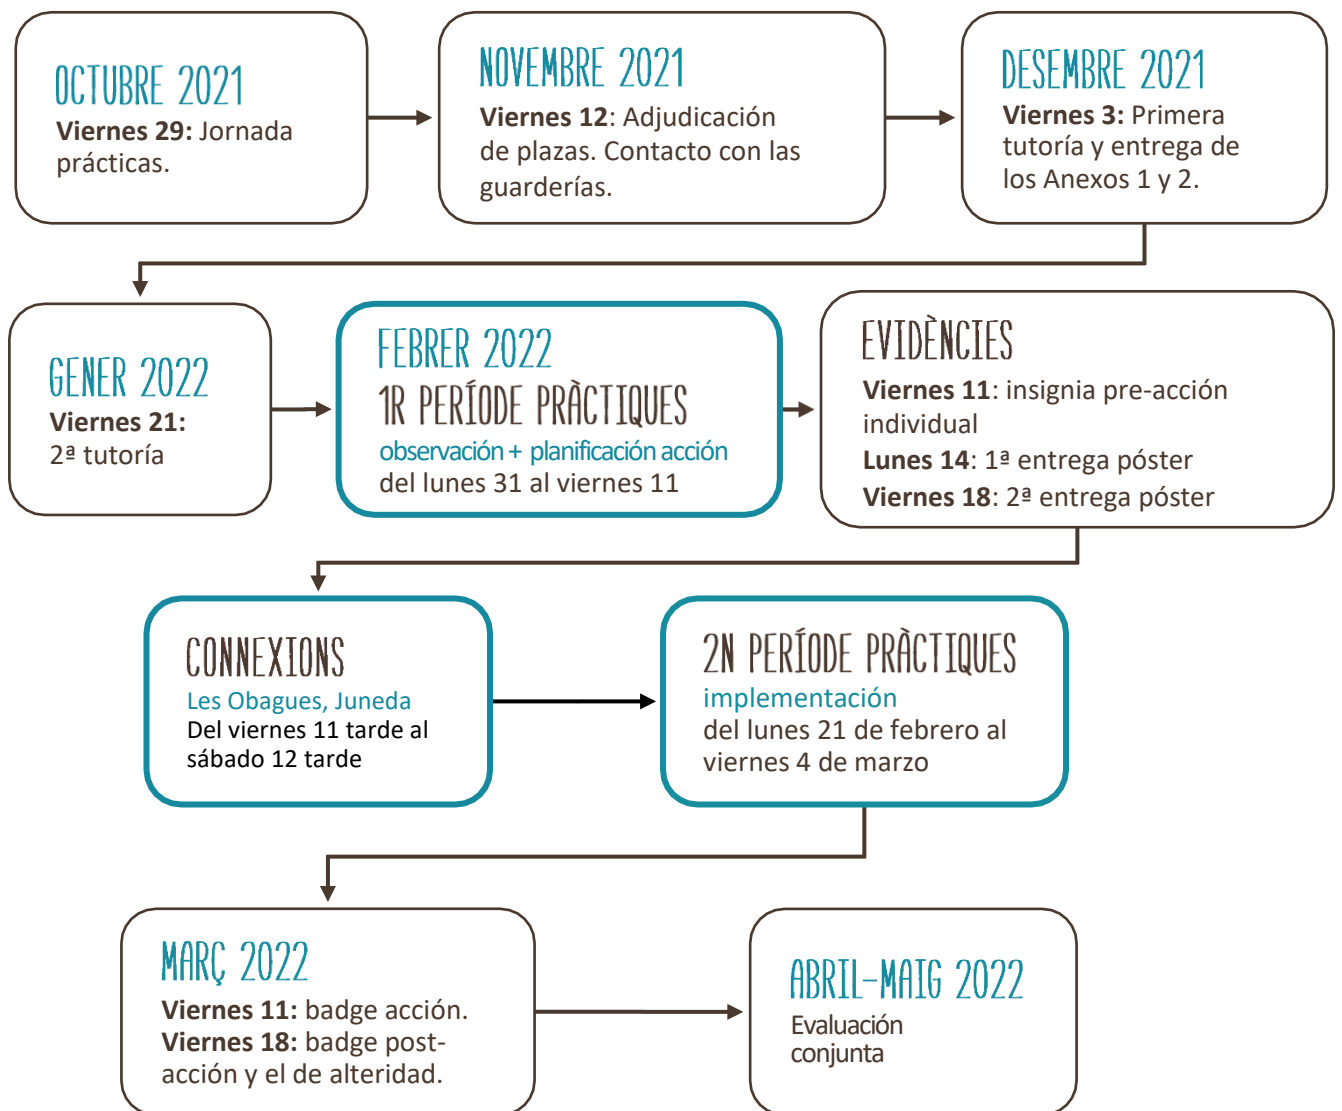 OCTUBRE 2021
Viernes 29: Jornada
prácticas.
NOVEMBRE 2021
Viernes 12: Adjudicación
de plazas. Contacto con las
guarderías.
DESEMBRE 2021
Viernes 3: Primera
tutoría y entrega de
los Anexos 1 y 2.
GENER 2022
Viernes 21:
2ª tutoría
FEBRER 2022
1R PERÍODE PRÀCTIQUES
observación + planificación acción
del lunes 31 al viernes 11
EVIDÈNCIES
Viernes 11: insignia pre-acción
individual
Lunes 14: 1ª entrega póster
Viernes 18: 2ª entrega póster
CONNEXIONS
Les Obagues, Juneda
Del viernes 11 tarde al
sábado 12 tarde
2N PERÍODE PRÀCTIQUES
implementación
del lunes 21 de febrero al
viernes 4 de marzo
MARÇ 2022
Viernes 11: badge acción.
Viernes 18: badge post-
acción y el de alteridad.
ABRIL-MAIG 2022
Evaluación
conjunta